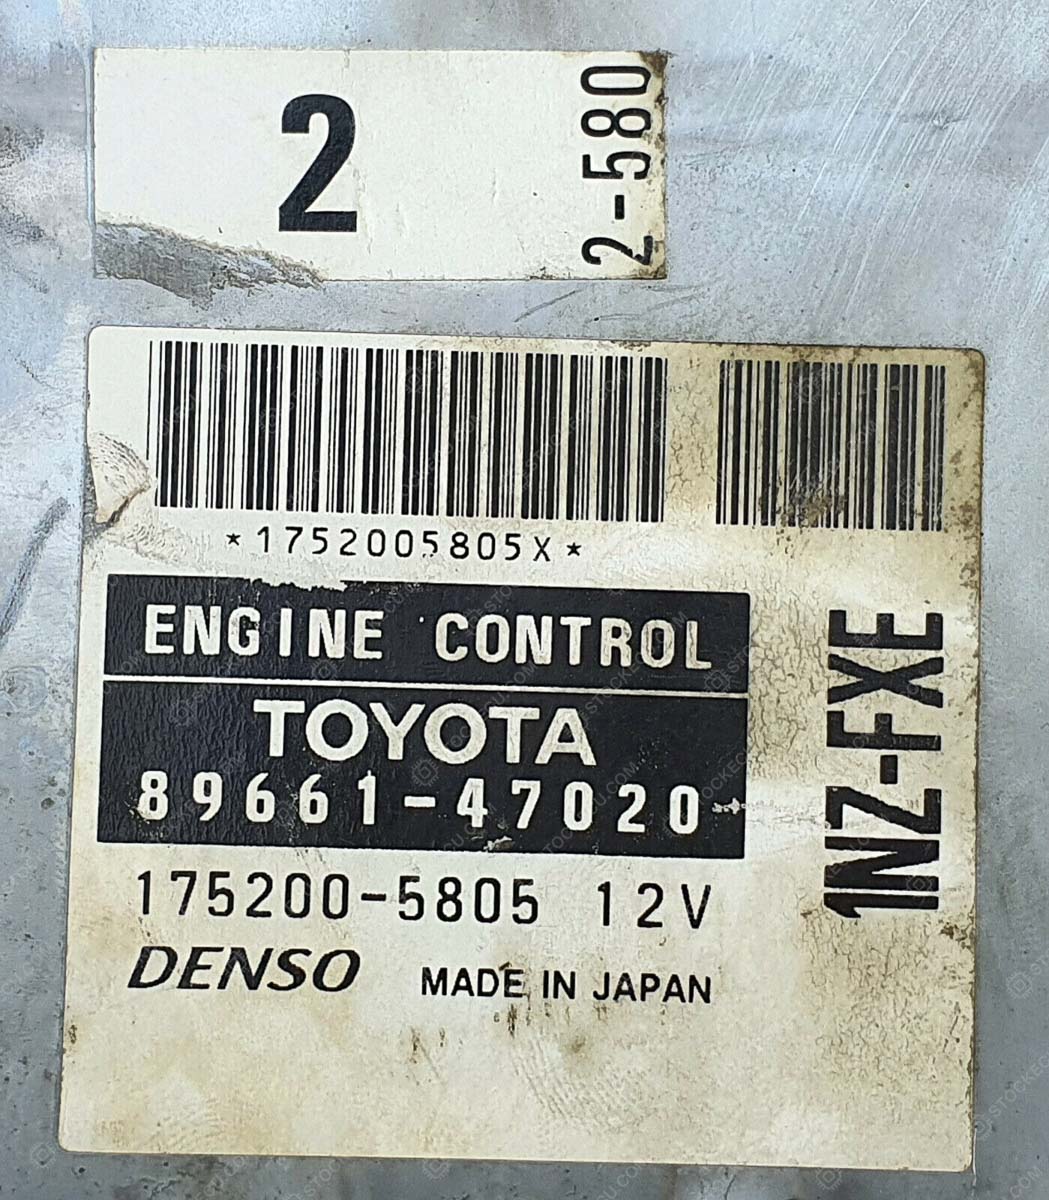 2
2-580
*1752005805X*
ENGINE CONTROL
TOYOTA
89661-47020
175200-5805 12V
DENSO MADE IN JAPAN
1NZ-FXE